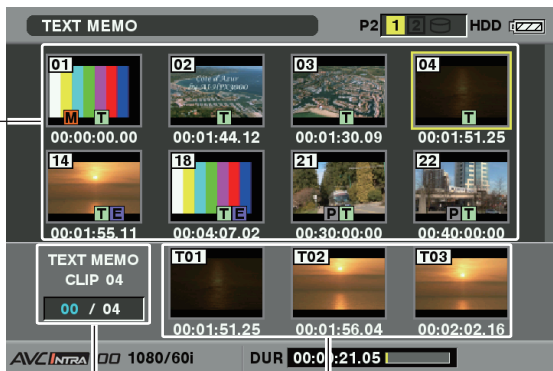 TEXT MEMO P2 1 2 HDD
01 02 03 04
Côte d'Azur
M T T T T
00:00:00.00 00:01:44.12 00:01:30.09 00:01:51.25
14 18 21 22
T E T E P T P T
00:01:55.11 00:04:07.02 00:30:00:00 00:40:00:00
TEXT MEMO
CLIP 04
00 / 04
T01 T02 T03
00:01:51.25 00:01:56.04 00:02:02.16
AVC INTRA 1080/60i DUR 21.05